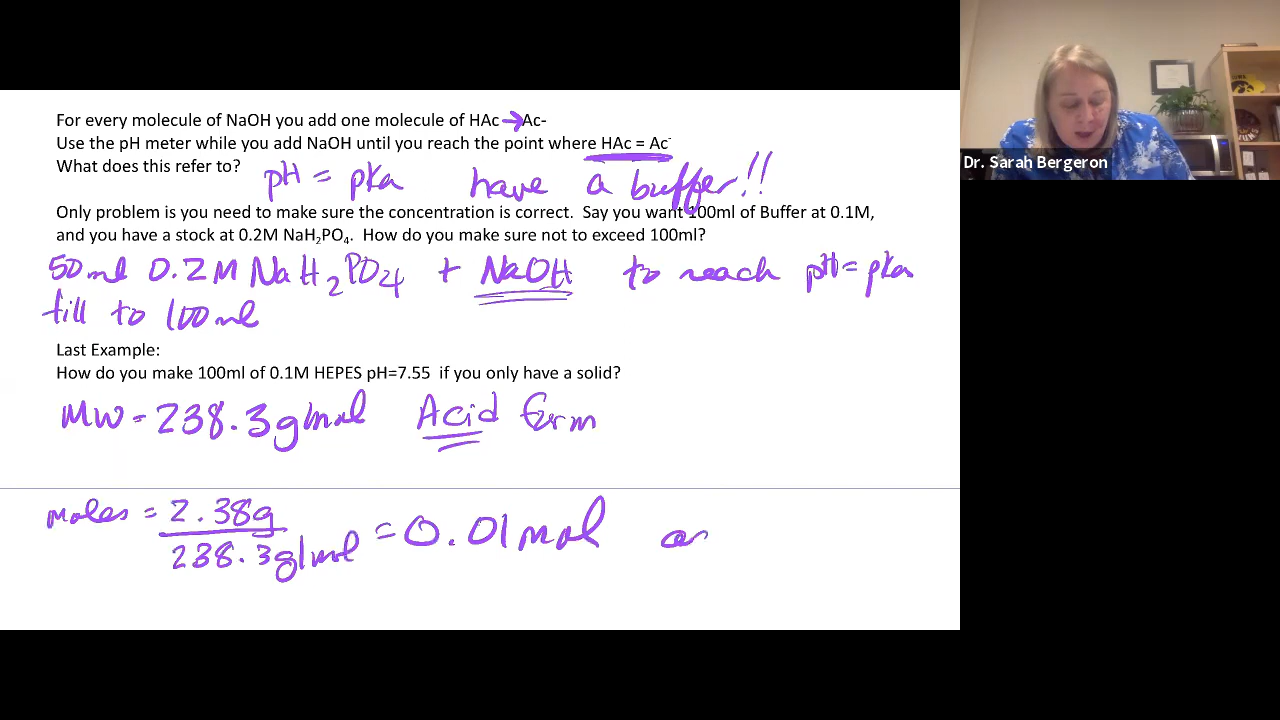 For every molecule of NaOH you add one molecule of HAc → Ac-
Use the pH meter while you add NaOH until you reach the point where HAc = Ac⁻
What does this refer to?
pH = pKa have a buffer!!
Only problem is you need to make sure the concentration is correct. Say you want 100ml of Buffer at 0.1M,
and you have a stock at 0.2M NaH₂PO₄. How do you make sure not to exceed 100ml?
50ml 0.2M NaH₂PO₄ + NaOH to reach pH = pKa
fill to 100ml
Last Example:
How do you make 100ml of 0.1M HEPES pH=7.55 if you only have a solid?
MW = 238.3g/mol Acid form
moles = 2.38g
238.3g/mol = 0.01mol
Dr. Sarah Bergeron